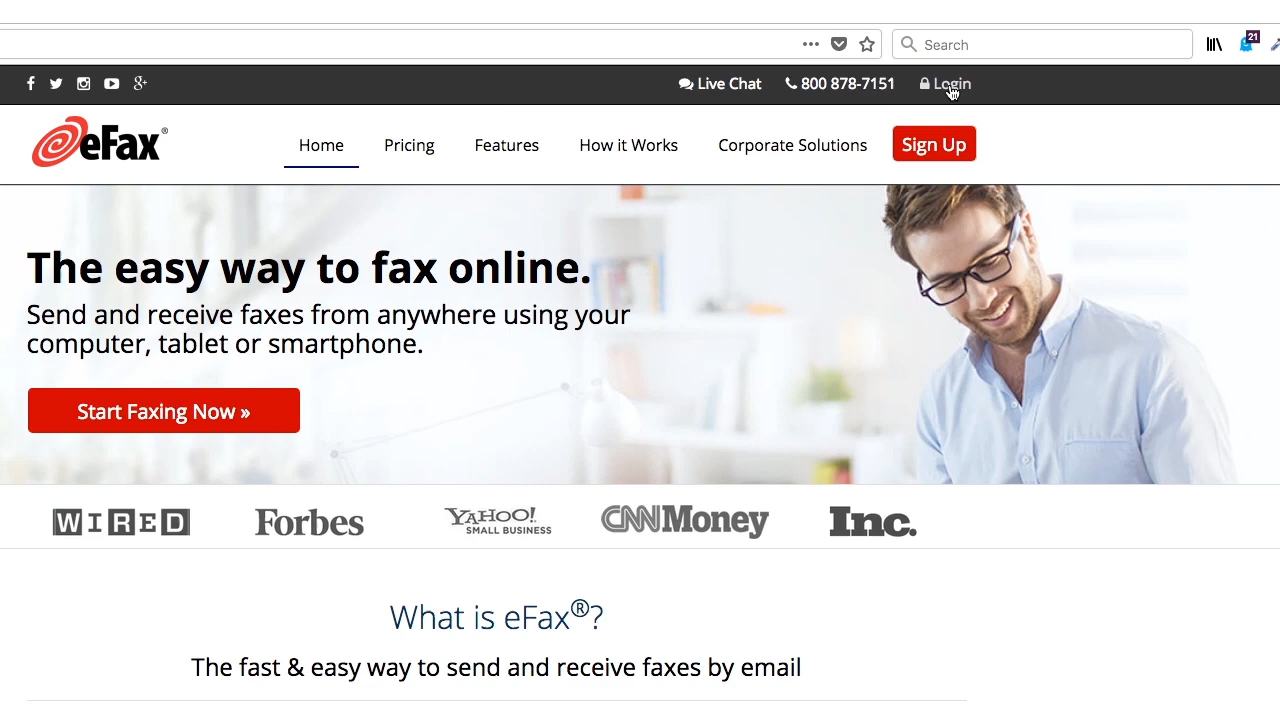 Search
21
Live Chat
800 878-7151
Login
eFax®
Home
Pricing
Features
How it Works
Corporate Solutions
Sign Up
The easy way to fax online.
Send and receive faxes from anywhere using your
computer, tablet or smartphone.
Start Faxing Now »
WIRED
Forbes
YAHOO!
SMALL BUSINESS
CNNMoney
Inc.
What is eFax®?
The fast & easy way to send and receive faxes by email